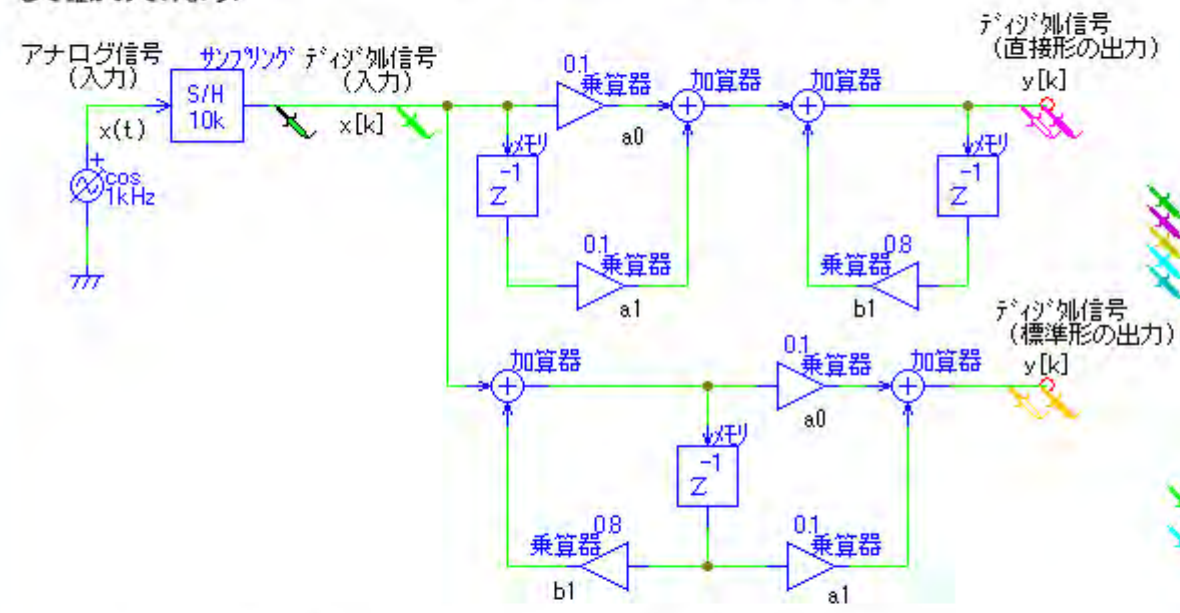 ディジタル信号
(直接形の出力)
y[k]
アナログ信号
(入力)
サンプリング
ディジタル信号
(入力)
S/H
10k
x(t)
x[k]
cos
1kHz
0.1
乗算器
a0
加算器
加算器
メモリ
z^-1
メモリ
z^-1
0.1
乗算器
a1
0.8
乗算器
b1
ディジタル信号
(標準形の出力)
y[k]
加算器
0.1
乗算器
a0
加算器
メモリ
z^-1
0.8
乗算器
b1
0.1
乗算器
a1